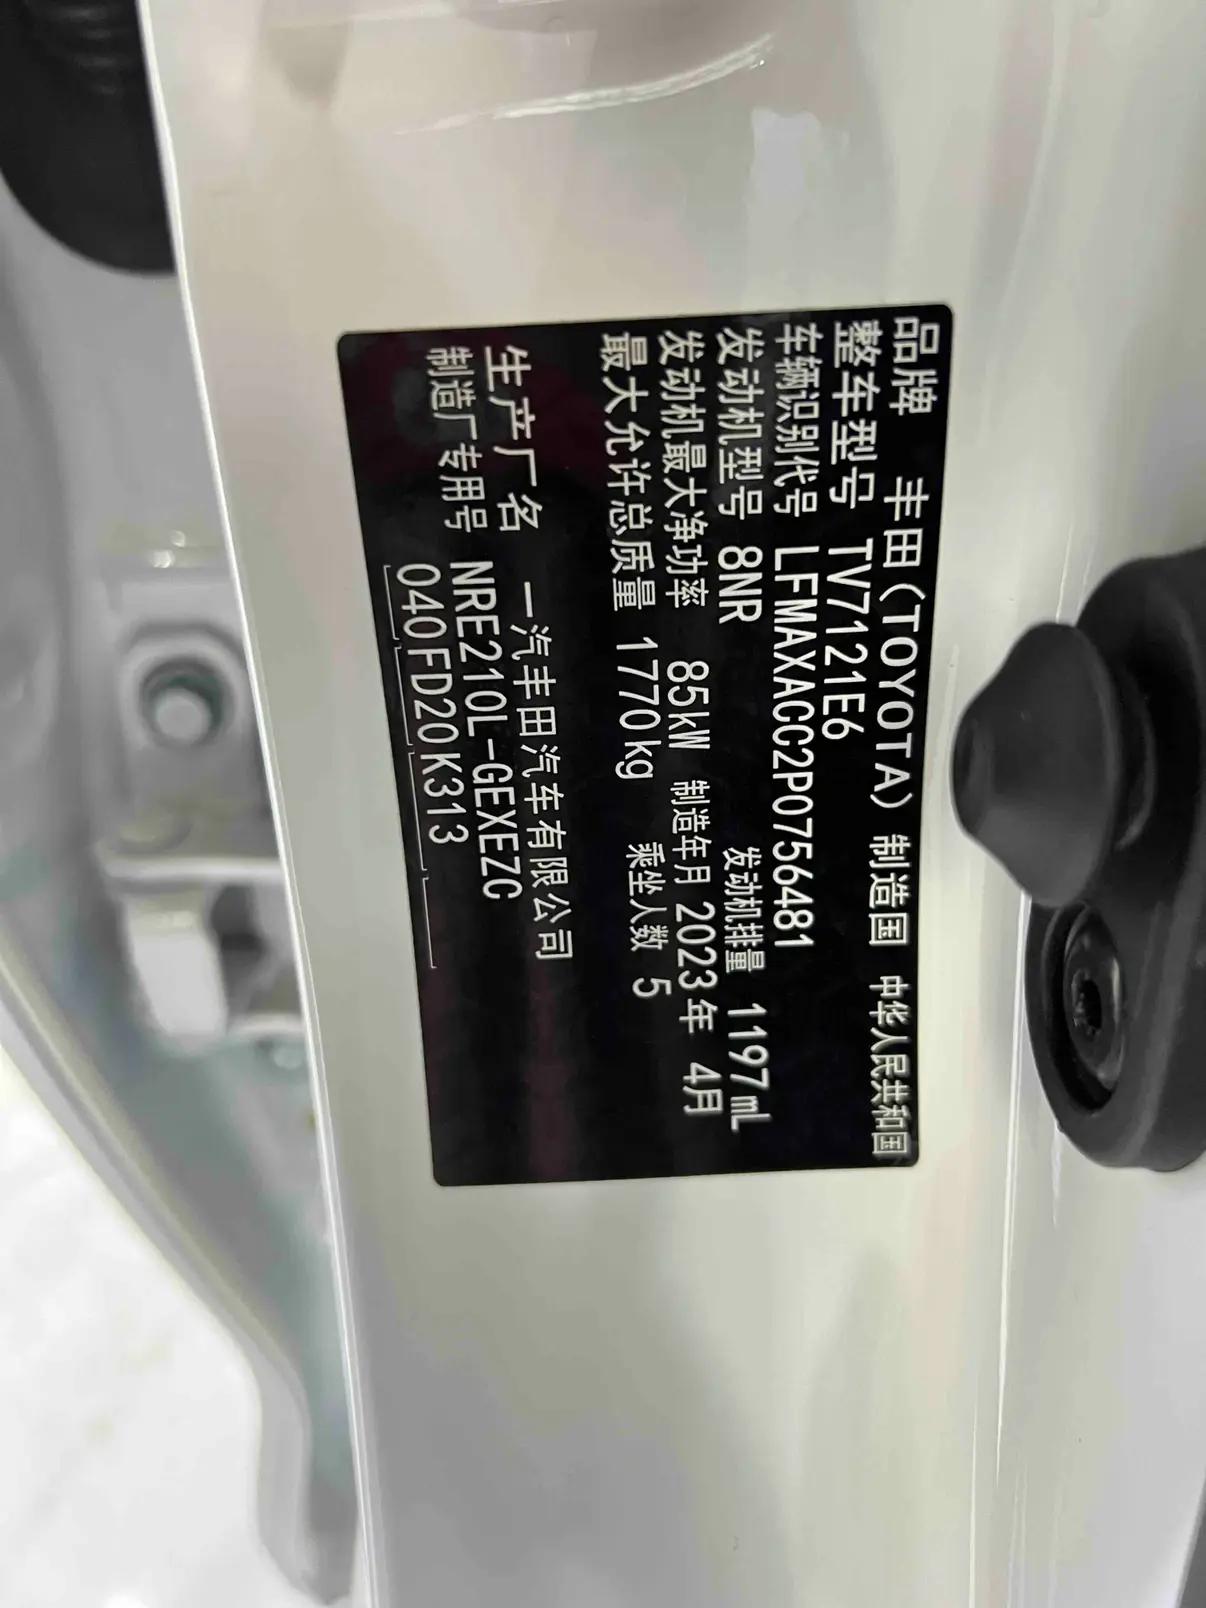 品牌 丰田(TOYOTA) 制造国 中华人民共和国
整车型号 TV7121E6
车辆识别代号 LFMAXACC2P0756481
发动机型号 8NR 发动机排量 1197mL
发动机最大净功率 85kW 制造年月 2023年 4月
最大允许总质量 1770kg 乘坐人数 5
生产厂名 一汽丰田汽车有限公司
制造厂专用号 NRE210L-GEXEZC
040FD20K313